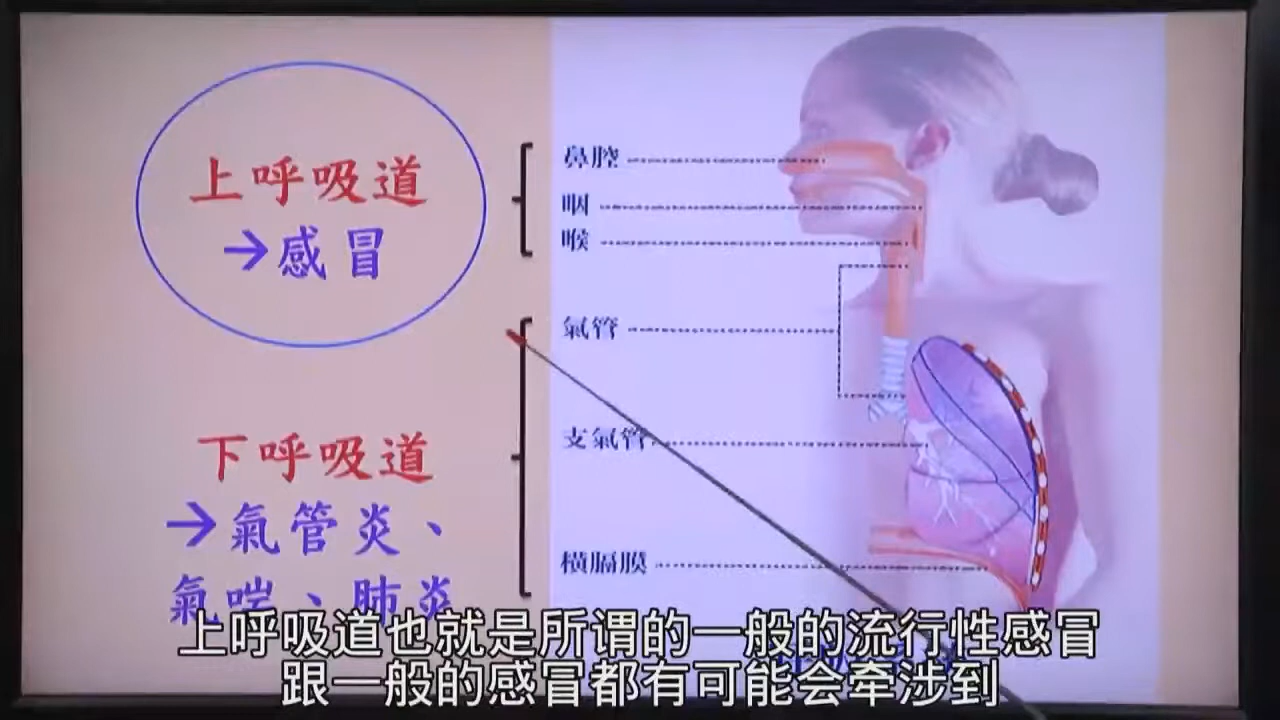 上呼吸道
→感冒
下呼吸道
→氣管炎、
氣喘、肺炎
鼻腔
咽
喉
氣管
支氣管
橫膈膜
上呼吸道也就是所谓的一般的流行性感冒
跟一般的感冒都有可能会牵涉到